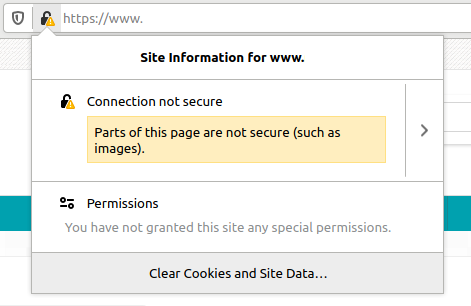 https://www.
Site Information for www.
Connection not secure
Parts of this page are not secure (such as
images).
Permissions
You have not granted this site any special permissions.
Clear Cookies and Site Data…